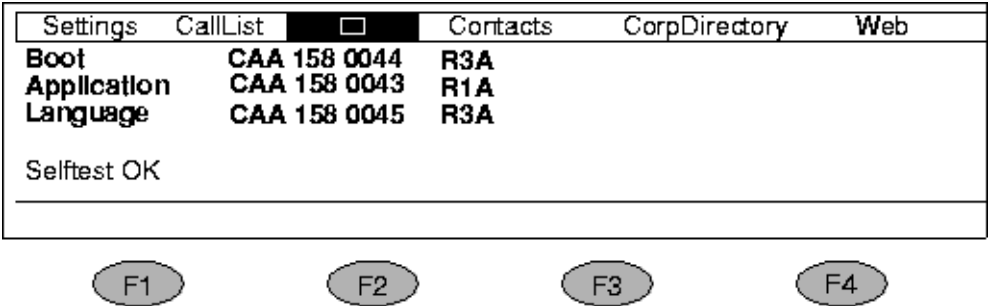 Settings CallList Contacts CorpDirectory Web
Boot CAA 158 0044 R3A
Application CAA 158 0043 R1A
Language CAA 158 0045 R3A
Selftest OK
F1 F2 F3 F4